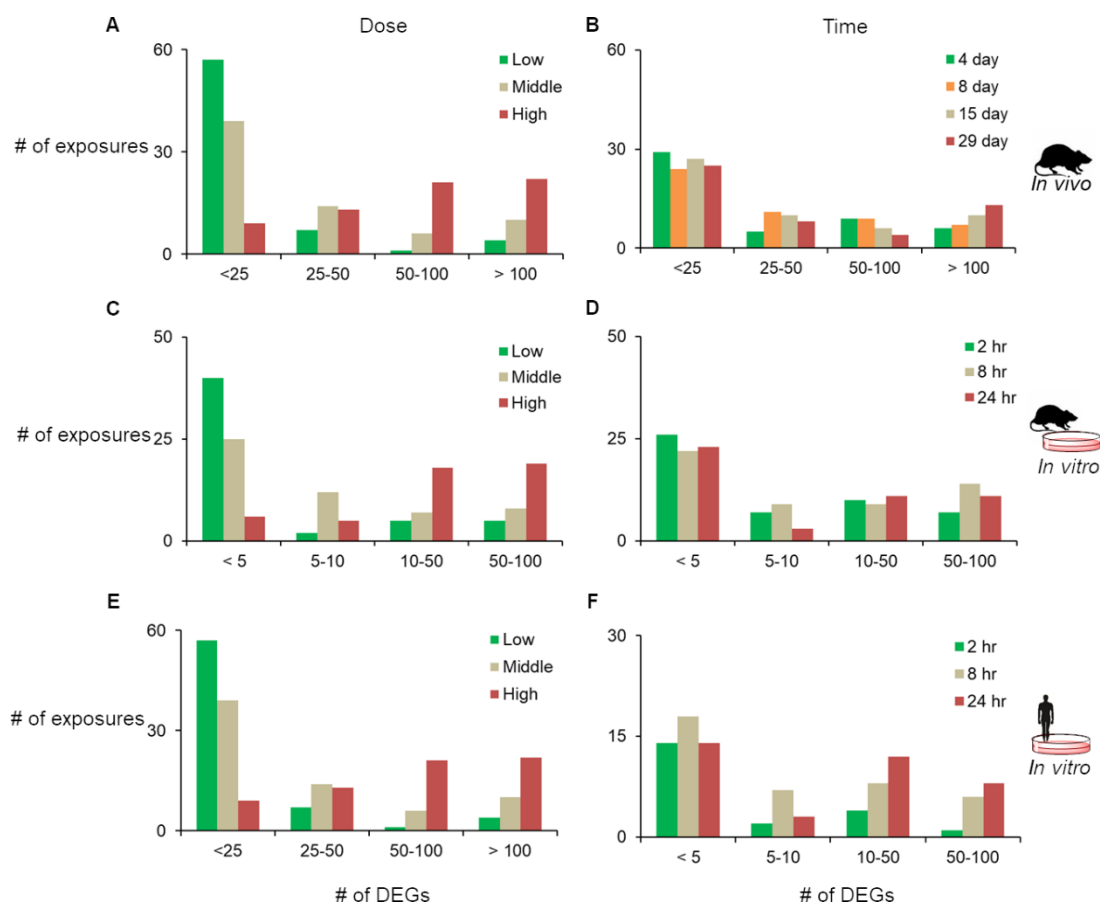 A Dose
60
30
0
# of exposures
Low
Middle
High
<25 25-50 50-100 > 100
B Time
60
30
0
4 day
8 day
15 day
29 day
<25 25-50 50-100 > 100
In vivo
C
50
25
0
# of exposures
Low
Middle
High
< 5 5-10 10-50 50-100
D
50
25
0
2 hr
8 hr
24 hr
< 5 5-10 10-50 50-100
In vitro
E
60
30
0
# of exposures
Low
Middle
High
<25 25-50 50-100 > 100
# of DEGs
F
30
15
0
2 hr
8 hr
24 hr
< 5 5-10 10-50 50-100
# of DEGs
In vitro